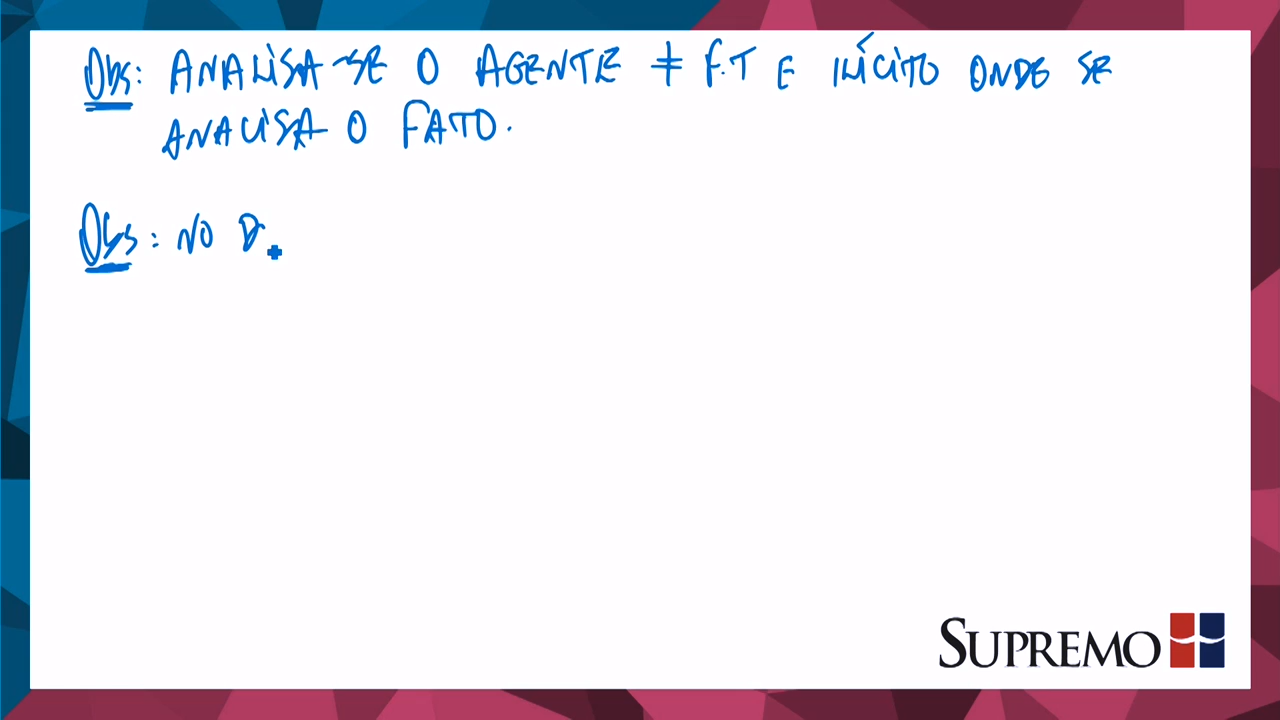 Obs: ANALISA-SE O AGENTE ≠ F.T E ILÍCITO ONDE SE
ANALISA O FATO.
Obs: NO D
SUPREMO